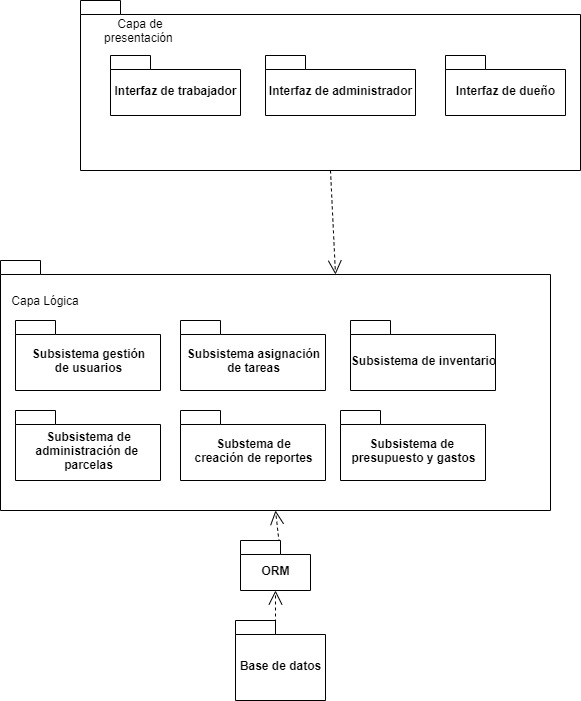 Capa de
presentación
Interfaz de trabajador
Interfaz de administrador
Interfaz de dueño
Capa Lógica
Subsistema gestión
de usuarios
Subsistema asignación
de tareas
Subsistema de inventario
Subsistema de
administración de
parcelas
Substema de
creación de reportes
Subsistema de
presupuesto y gastos
ORM
Base de datos